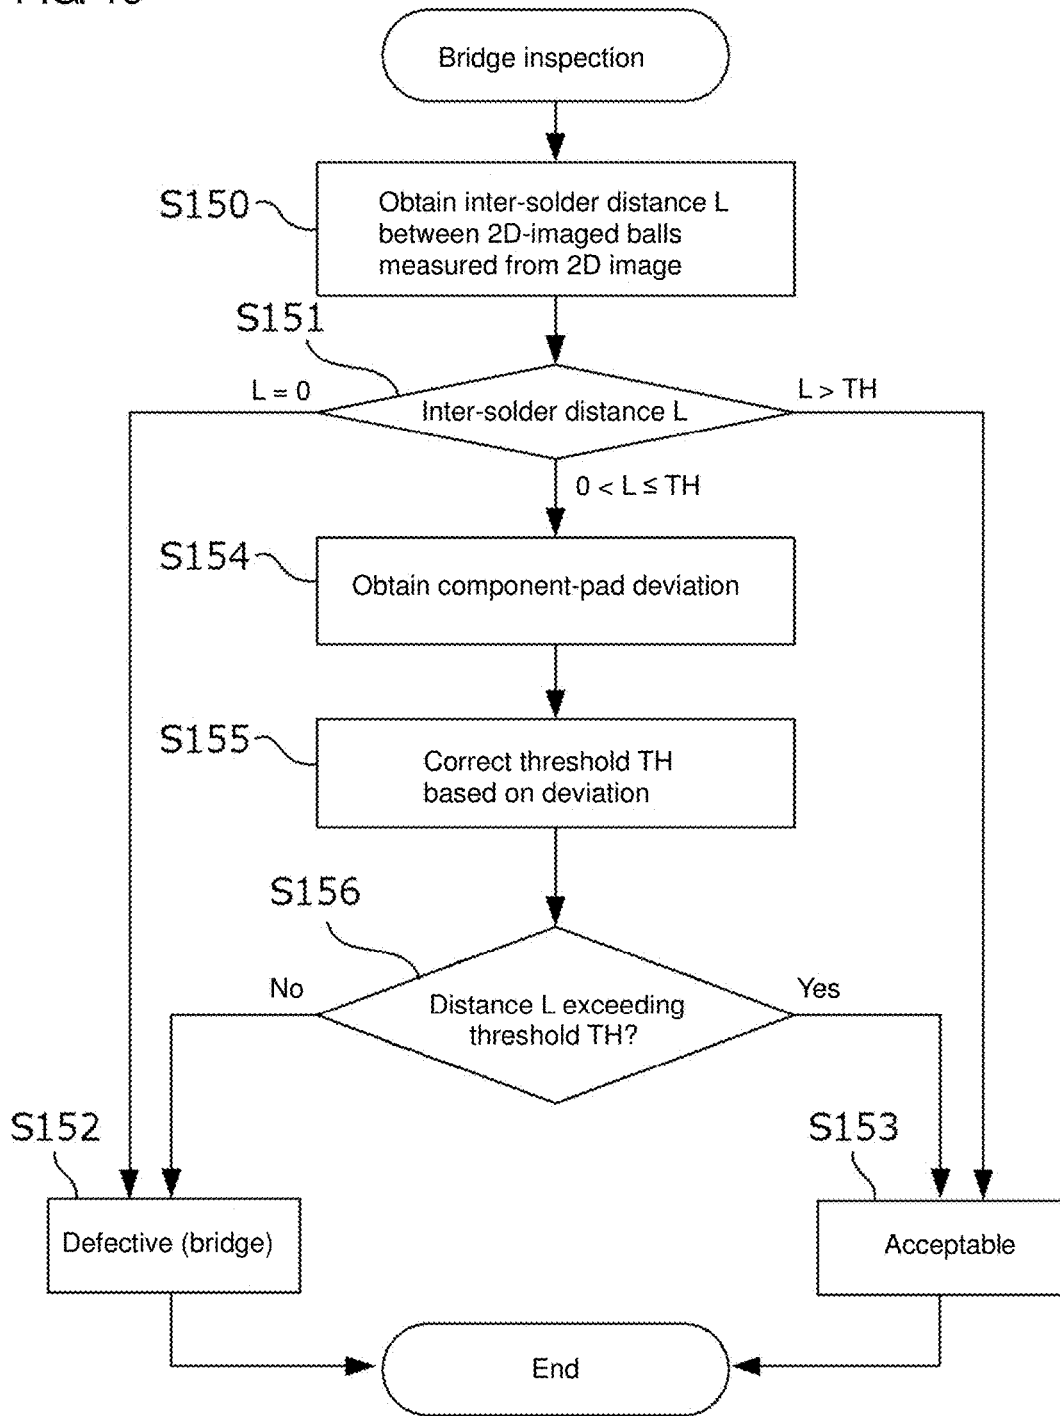 Bridge inspection
S150
Obtain inter-solder distance L
between 2D-imaged balls
measured from 2D image
S151
L = 0
Inter-solder distance L
L > TH
0 < L ≤ TH
S154
Obtain component-pad deviation
S155
Correct threshold TH
based on deviation
S156
No
Distance L exceeding
threshold TH?
Yes
S152
S153
Defective (bridge)
Acceptable
End